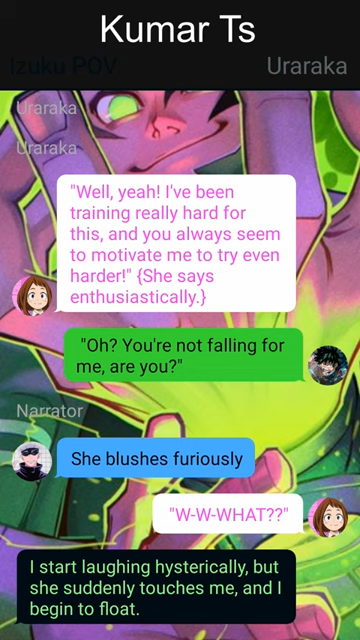 Kumar Ts
Izuku POV
Uraraka
Uraraka
Uraraka
"Well, yeah! I've been
training really hard for
this, and you always seem
to motivate me to try even
harder!" {She says
enthusiastically.}
"Oh? You're not falling for
me, are you?"
Narrator
She blushes furiously
"W-W-WHAT??"
I start laughing hysterically, but
she suddenly touches me, and I
begin to float.